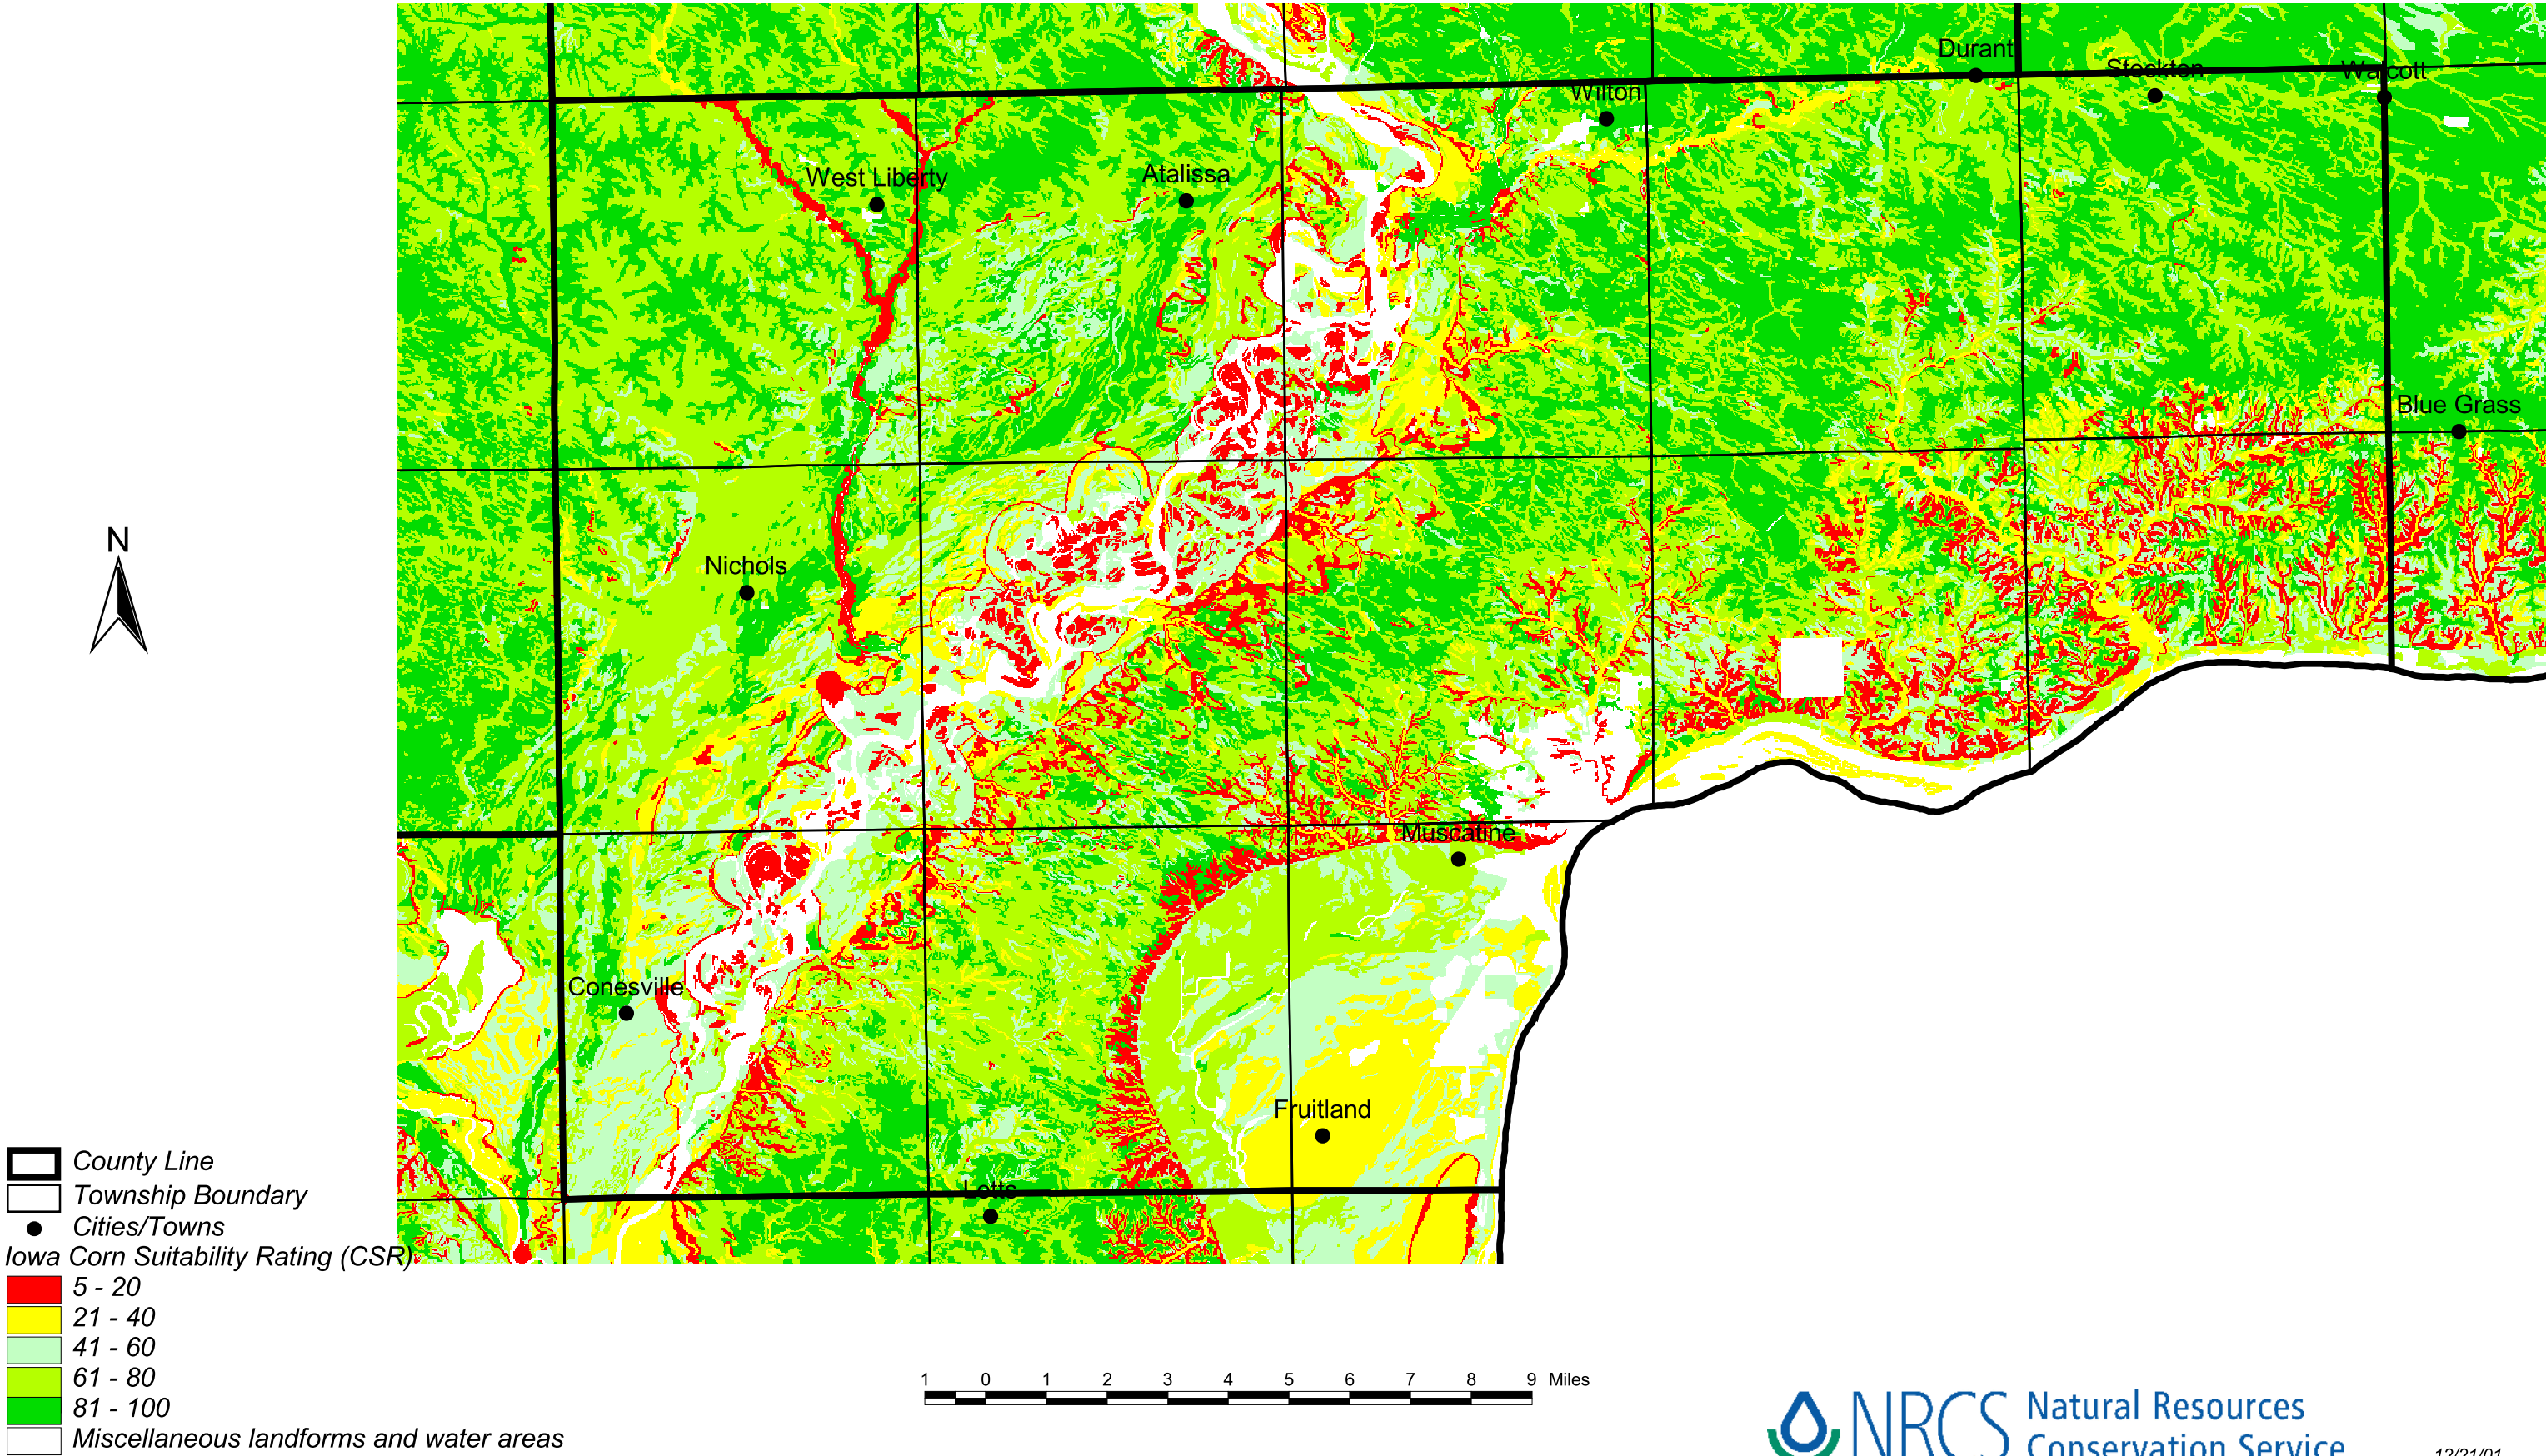 Durant
Stockton
Walcott
Wilton
West Liberty
Atalissa
Blue Grass
N
Nichols
Muscatine
Conesville
Fruitland
Letts
County Line
Township Boundary
Cities/Towns
Iowa Corn Suitability Rating (CSR)
5 - 20
21 - 40
41 - 60
61 - 80
81 - 100
Miscellaneous landforms and water areas
1 0 1 2 3 4 5 6 7 8 9 Miles
NRCS Natural Resources
Conservation Service
12/21/01